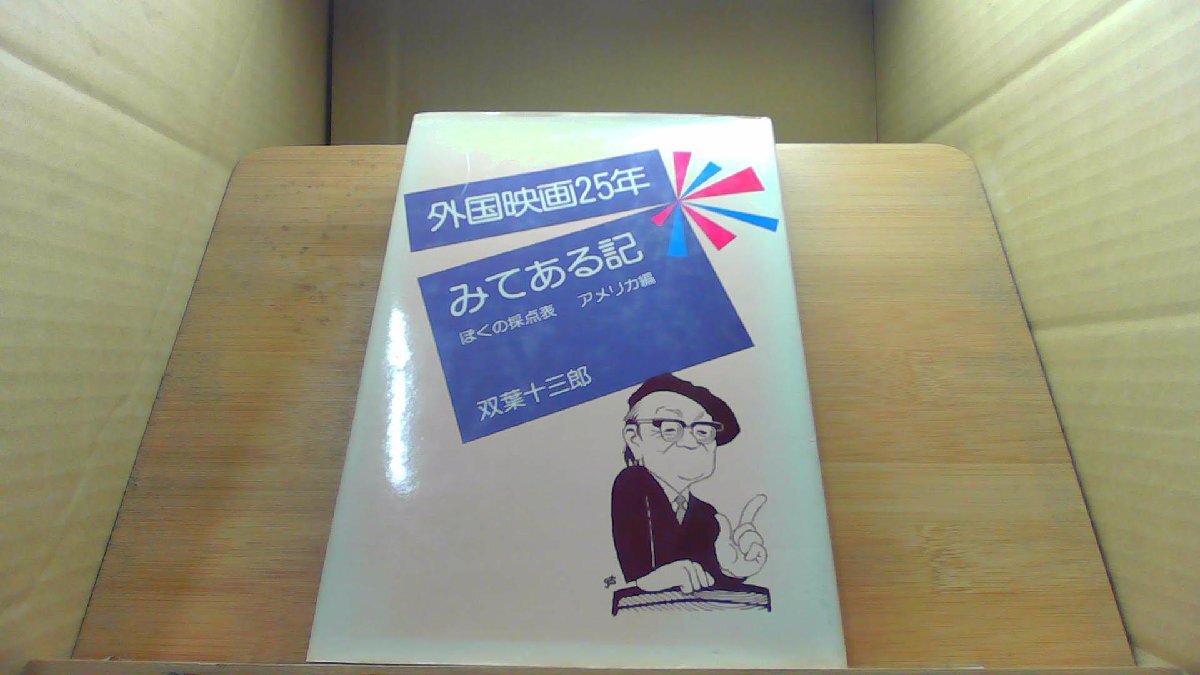 外国映画25年
みてある記
ぼくの採点表　アメリカ編
双葉十三郎